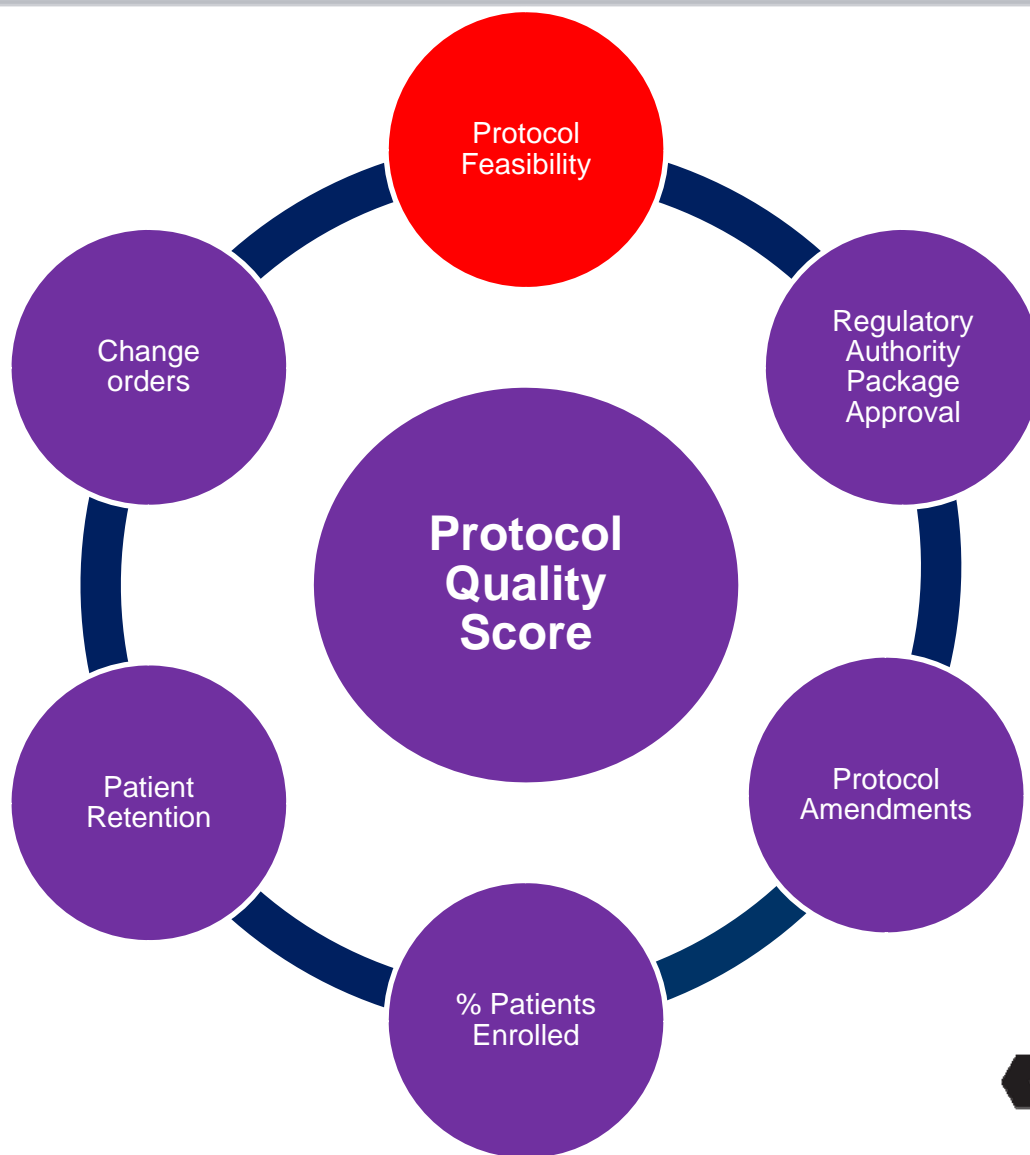 Protocol
Feasibility
Regulatory
Authority
Package
Approval
Protocol
Amendments
% Patients
Enrolled
Patient
Retention
Change
orders
Protocol
Quality
Score